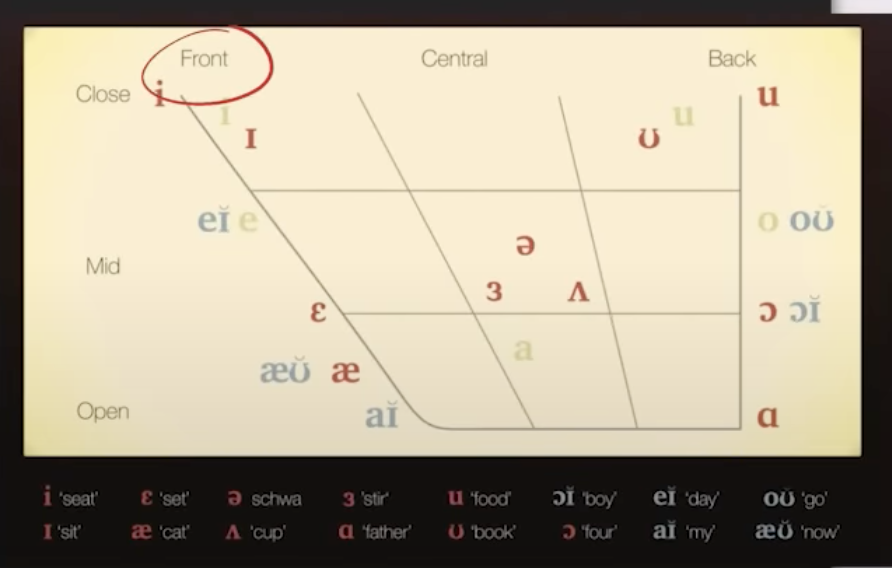 Front Central Back
Close i u
i u
ɪ ʊ
eɪ̆ e o oʊ̆
Mid ə
ɜ ʌ
ɛ ɔ ɔɪ̆
a
æʊ̆ æ
Open aɪ̆ ɑ
i 'seat' ɛ 'set' ə schwa ɜ 'stir' u 'food' ɔɪ̆ 'boy' eɪ̆ 'day' oʊ̆ 'go'
ɪ 'sit' æ 'cat' ʌ 'cup' ɑ 'father' ʊ 'book' ɔ 'four' aɪ̆ 'my' æʊ̆ 'now'